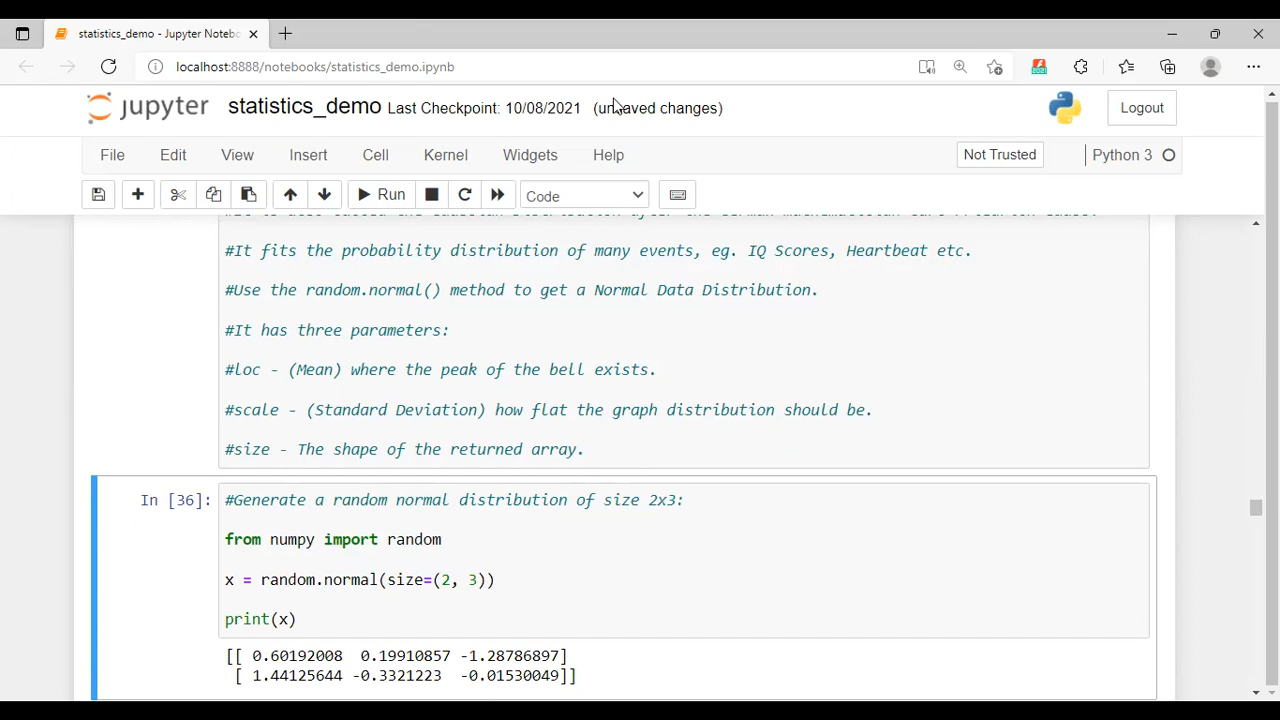 statistics_demo - Jupyter Notebo
localhost:8888/notebooks/statistics_demo.ipynb
jupyter statistics_demo Last Checkpoint: 10/08/2021 (unsaved changes) Logout
File Edit View Insert Cell Kernel Widgets Help Not Trusted Python 3
Run Code
#It fits the probability distribution of many events, eg. IQ Scores, Heartbeat etc.
#Use the random.normal() method to get a Normal Data Distribution.
#It has three parameters:
#loc - (Mean) where the peak of the bell exists.
#scale - (Standard Deviation) how flat the graph distribution should be.
#size - The shape of the returned array.
In [36]: #Generate a random normal distribution of size 2x3:
from numpy import random
x = random.normal(size=(2, 3))
print(x)
[[ 0.60192008 0.19910857 -1.28786897]
[ 1.44125644 -0.3321223 -0.01530049]]